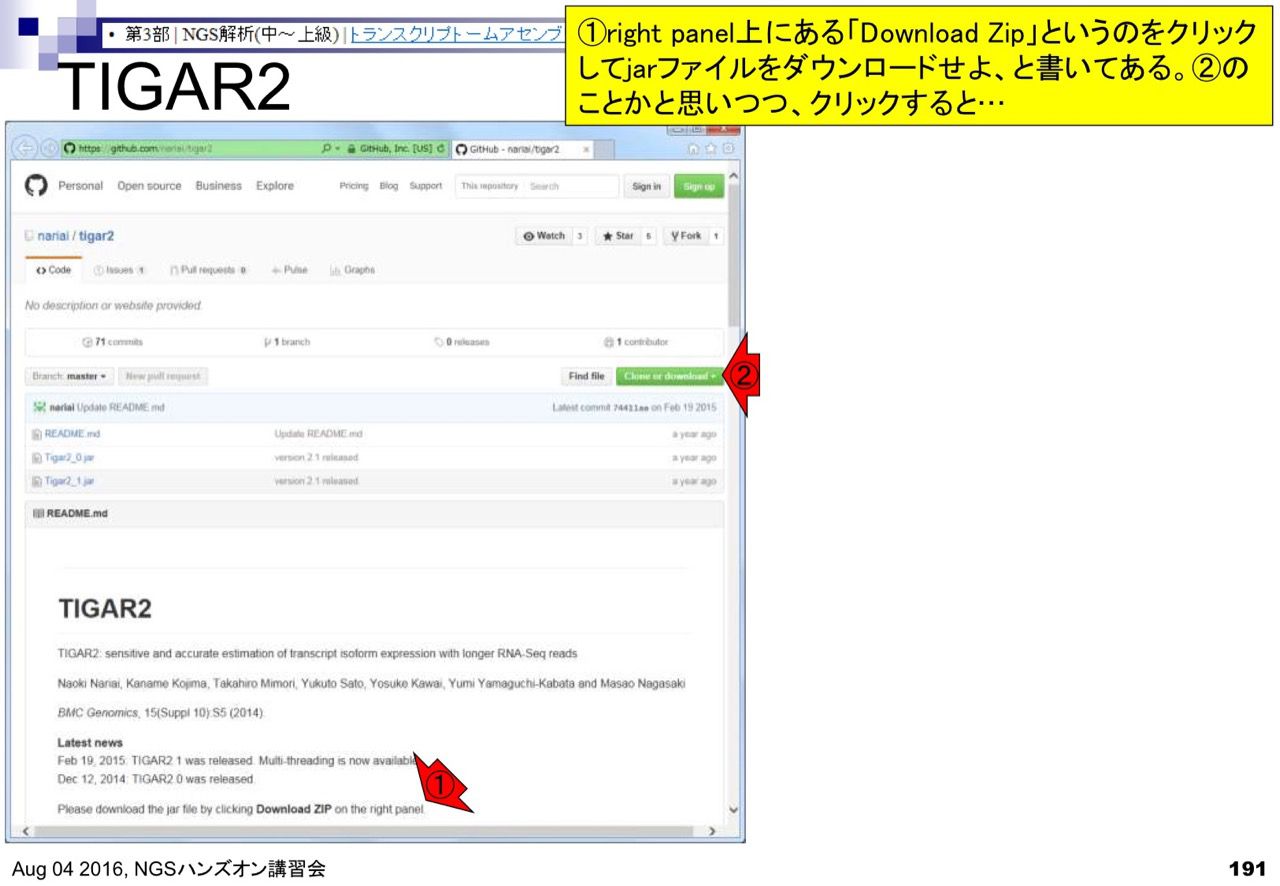 • 第3部 | NGS解析(中～上級) | トランスクリプトームアセンブ
TIGAR2
①right panel上にある「Download Zip」というのをクリック
してjarファイルをダウンロードせよ、と書いてある。②の
ことかと思いつつ、クリックすると…
https://github.com/nariai/tigar2 GitHub, Inc. [US] GitHub - nariai/tigar2
Personal Open source Business Explore Pricing Blog Support This repository Search Sign in Sign up
nariai / tigar2 Watch 3 Star 5 Fork 1
Code Issues 1 Pull requests 0 Pulse Graphs
No description or website provided.
71 commits 1 branch 0 releases 1 contributor
Branch: master New pull request Find file Clone or download ②
nariai Update README.md Latest commit 74411aa on Feb 19 2015
README.md Update README.md a year ago
Tigar2_0.jar version 2.1 released a year ago
Tigar2_1.jar version 2.1 released a year ago
README.md
TIGAR2
TIGAR2: sensitive and accurate estimation of transcript isoform expression with longer RNA-Seq reads
Naoki Nariai, Kaname Kojima, Takahiro Mimori, Yukuto Sato, Yosuke Kawai, Yumi Yamaguchi-Kabata and Masao Nagasaki
BMC Genomics, 15(Suppl 10):S5 (2014).
Latest news
Feb 19, 2015: TIGAR2.1 was released. Multi-threading is now available
Dec 12, 2014: TIGAR2.0 was released.
①
Please download the jar file by clicking Download ZIP on the right panel.
Aug 04 2016, NGSハンズオン講習会
191